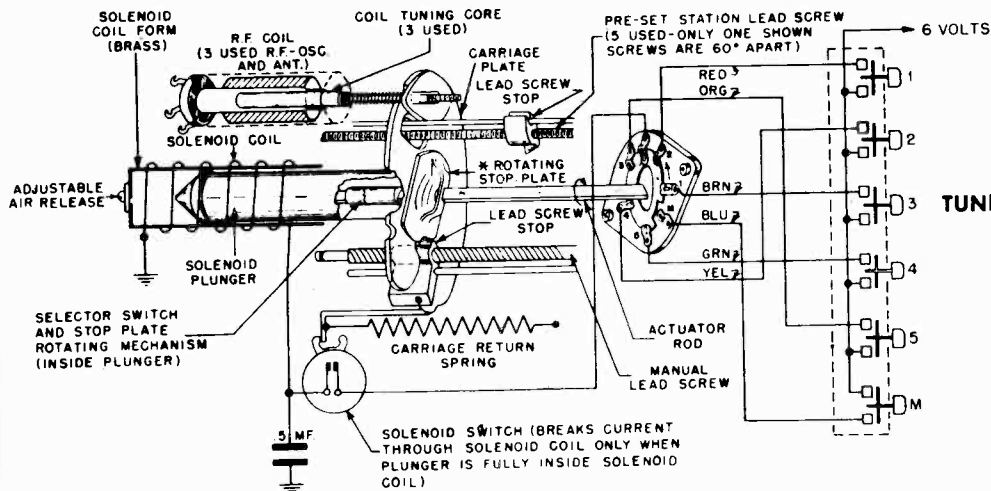 SOLENOID
COIL FORM
(BRASS)
R.F. COIL
(3 USED R.F.-OSC.
AND ANT.)
COIL TUNING CORE
(3 USED)
CARRIAGE
PLATE
LEAD SCREW
STOP
PRE-SET STATION LEAD SCREW
(5 USED-ONLY ONE SHOWN
SCREWS ARE 60° APART)
6 VOLTS
RED
ORG
1
2
SOLENOID COIL
* ROTATING
STOP PLATE
ADJUSTABLE
AIR RELEASE
BRN
3
TUNI
BLU
LEAD SCREW
STOP
SOLENOID
PLUNGER
GRN
YEL
4
SELECTOR SWITCH
AND STOP PLATE
ROTATING MECHANISM
(INSIDE PLUNGER)
CARRIAGE RETURN
SPRING
ACTUATOR
ROD
5
MANUAL
LEAD SCREW
M
.5 MF.
SOLENOID SWITCH (BREAKS CURRENT
THROUGH SOLENOID COIL ONLY WHEN
PLUNGER IS FULLY INSIDE SOLENOID
COIL)